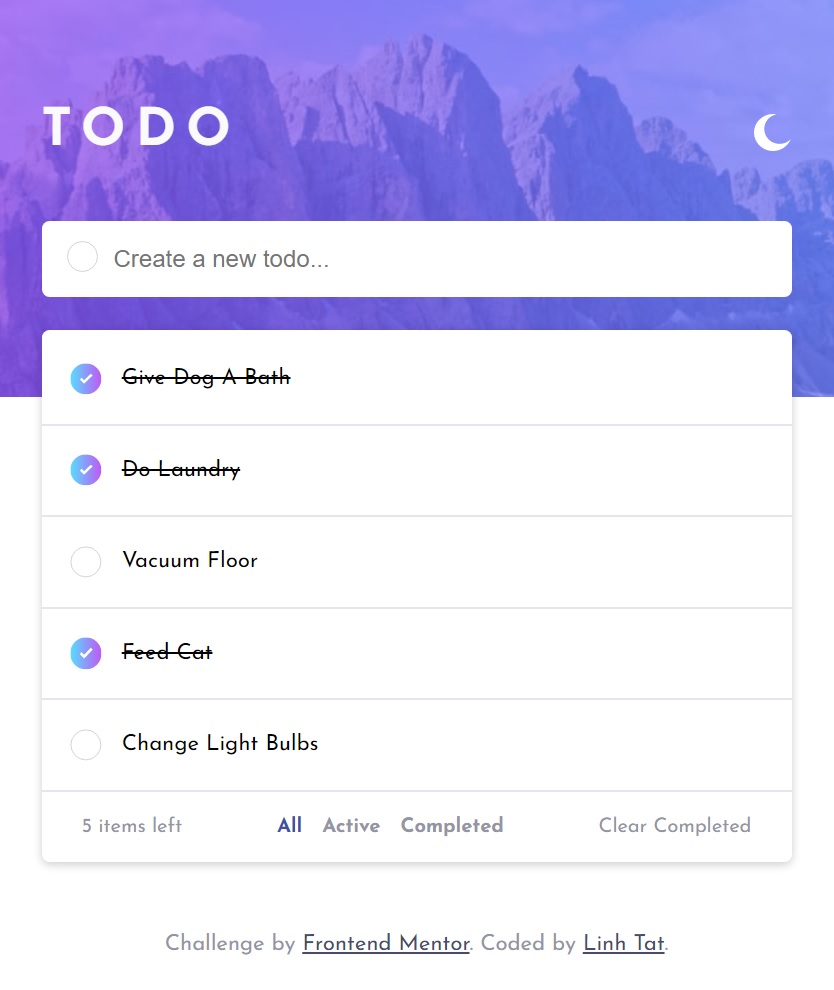 TODO
Create a new todo...
Give Dog A Bath
Do Laundry
Vacuum Floor
Feed Cat
Change Light Bulbs
5 items left All Active Completed Clear Completed
Challenge by Frontend Mentor. Coded by Linh Tat.